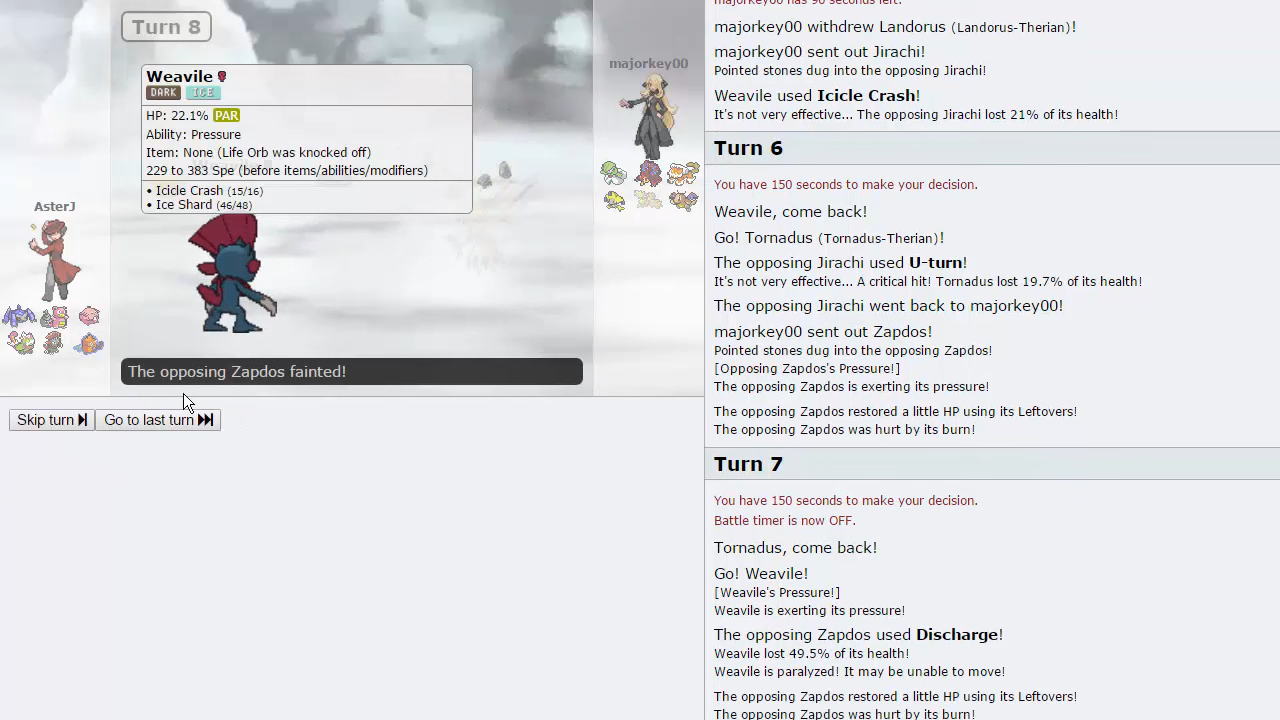 Turn 8
Weavile
DARK ICE
HP: 22.1% PAR
Ability: Pressure
Item: None (Life Orb was knocked off)
229 to 383 Spe (before items/abilities/modifiers)
• Icicle Crash (15/16)
• Ice Shard (46/48)
AsterJ
majorkey00
The opposing Zapdos fainted!
Skip turn
Go to last turn
majorkey00 has 90 seconds left.
majorkey00 withdrew Landorus (Landorus-Therian)!
majorkey00 sent out Jirachi!
Pointed stones dug into the opposing Jirachi!
Weavile used Icicle Crash!
It's not very effective... The opposing Jirachi lost 21% of its health!
Turn 6
You have 150 seconds to make your decision.
Weavile, come back!
Go! Tornadus (Tornadus-Therian)!
The opposing Jirachi used U-turn!
It's not very effective... A critical hit! Tornadus lost 19.7% of its health!
The opposing Jirachi went back to majorkey00!
majorkey00 sent out Zapdos!
Pointed stones dug into the opposing Zapdos!
[Opposing Zapdos's Pressure!]
The opposing Zapdos is exerting its pressure!
The opposing Zapdos restored a little HP using its Leftovers!
The opposing Zapdos was hurt by its burn!
Turn 7
You have 150 seconds to make your decision.
Battle timer is now OFF.
Tornadus, come back!
Go! Weavile!
[Weavile's Pressure!]
Weavile is exerting its pressure!
The opposing Zapdos used Discharge!
Weavile lost 49.5% of its health!
Weavile is paralyzed! It may be unable to move!
The opposing Zapdos restored a little HP using its Leftovers!
The opposing Zapdos was hurt by its burn!